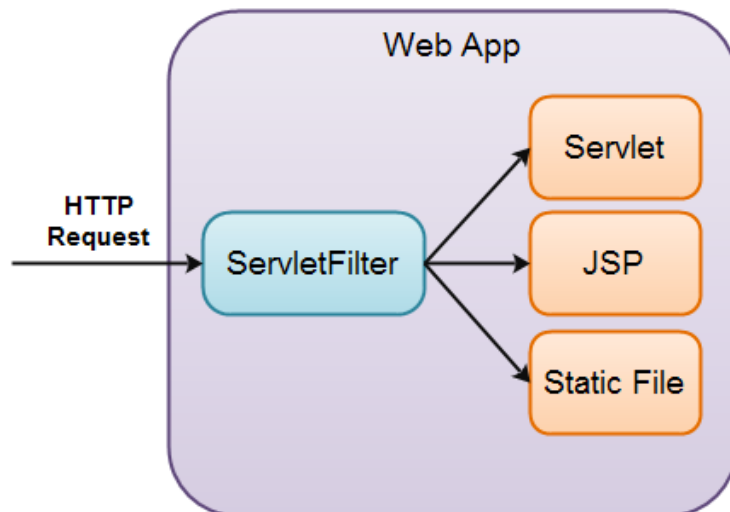 Web App
Servlet
HTTP
Request
ServletFilter
JSP
Static File